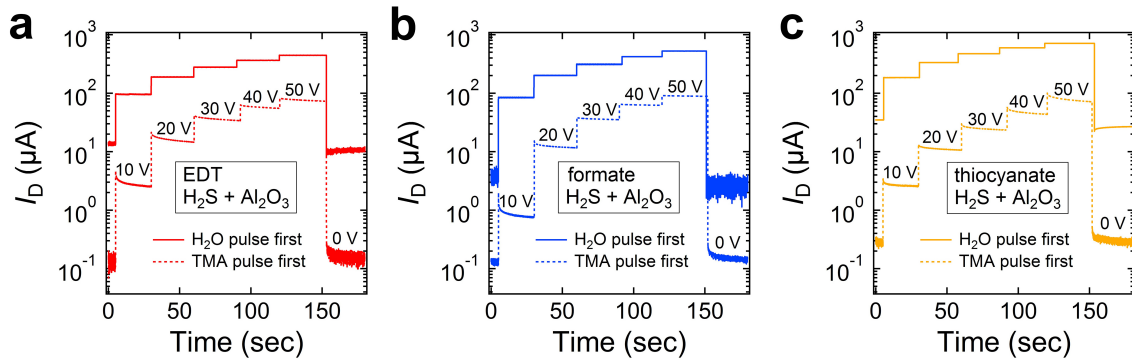 a
10³
10²
10¹
10⁰
10⁻¹
I_D (µA)
10 V
20 V
30 V
40 V
50 V
0 V
EDT
H₂S + Al₂O₃
H₂O pulse first
TMA pulse first
0
50
100
150
Time (sec)
b
10³
10²
10¹
10⁰
10⁻¹
I_D (µA)
10 V
20 V
30 V
40 V
50 V
0 V
formate
H₂S + Al₂O₃
H₂O pulse first
TMA pulse first
0
50
100
150
Time (sec)
c
10³
10²
10¹
10⁰
10⁻¹
I_D (µA)
10 V
20 V
30 V
40 V
50 V
0 V
thiocyanate
H₂S + Al₂O₃
H₂O pulse first
TMA pulse first
0
50
100
150
Time (sec)